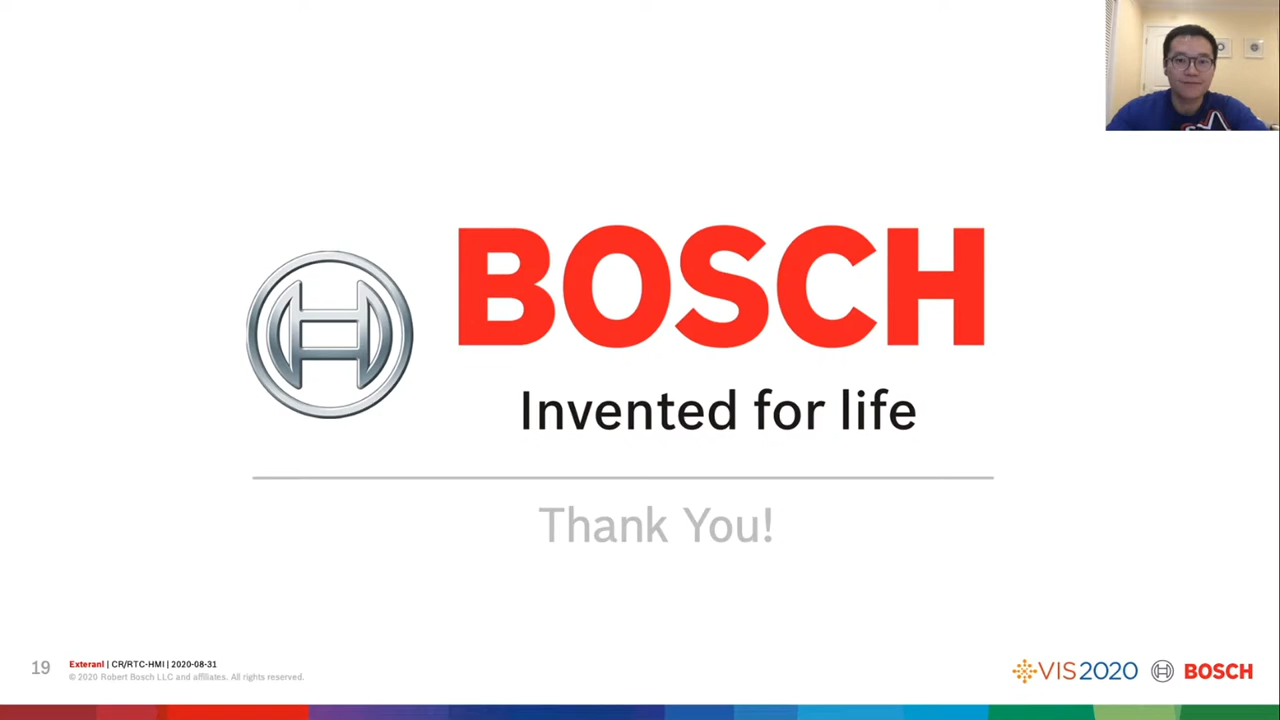 BOSCH
Invented for life
Thank You!
19
Exteranl | CR/RTC-HMI | 2020-08-31
© 2020 Robert Bosch LLC and affiliates. All rights reserved.
VIS2020
BOSCH